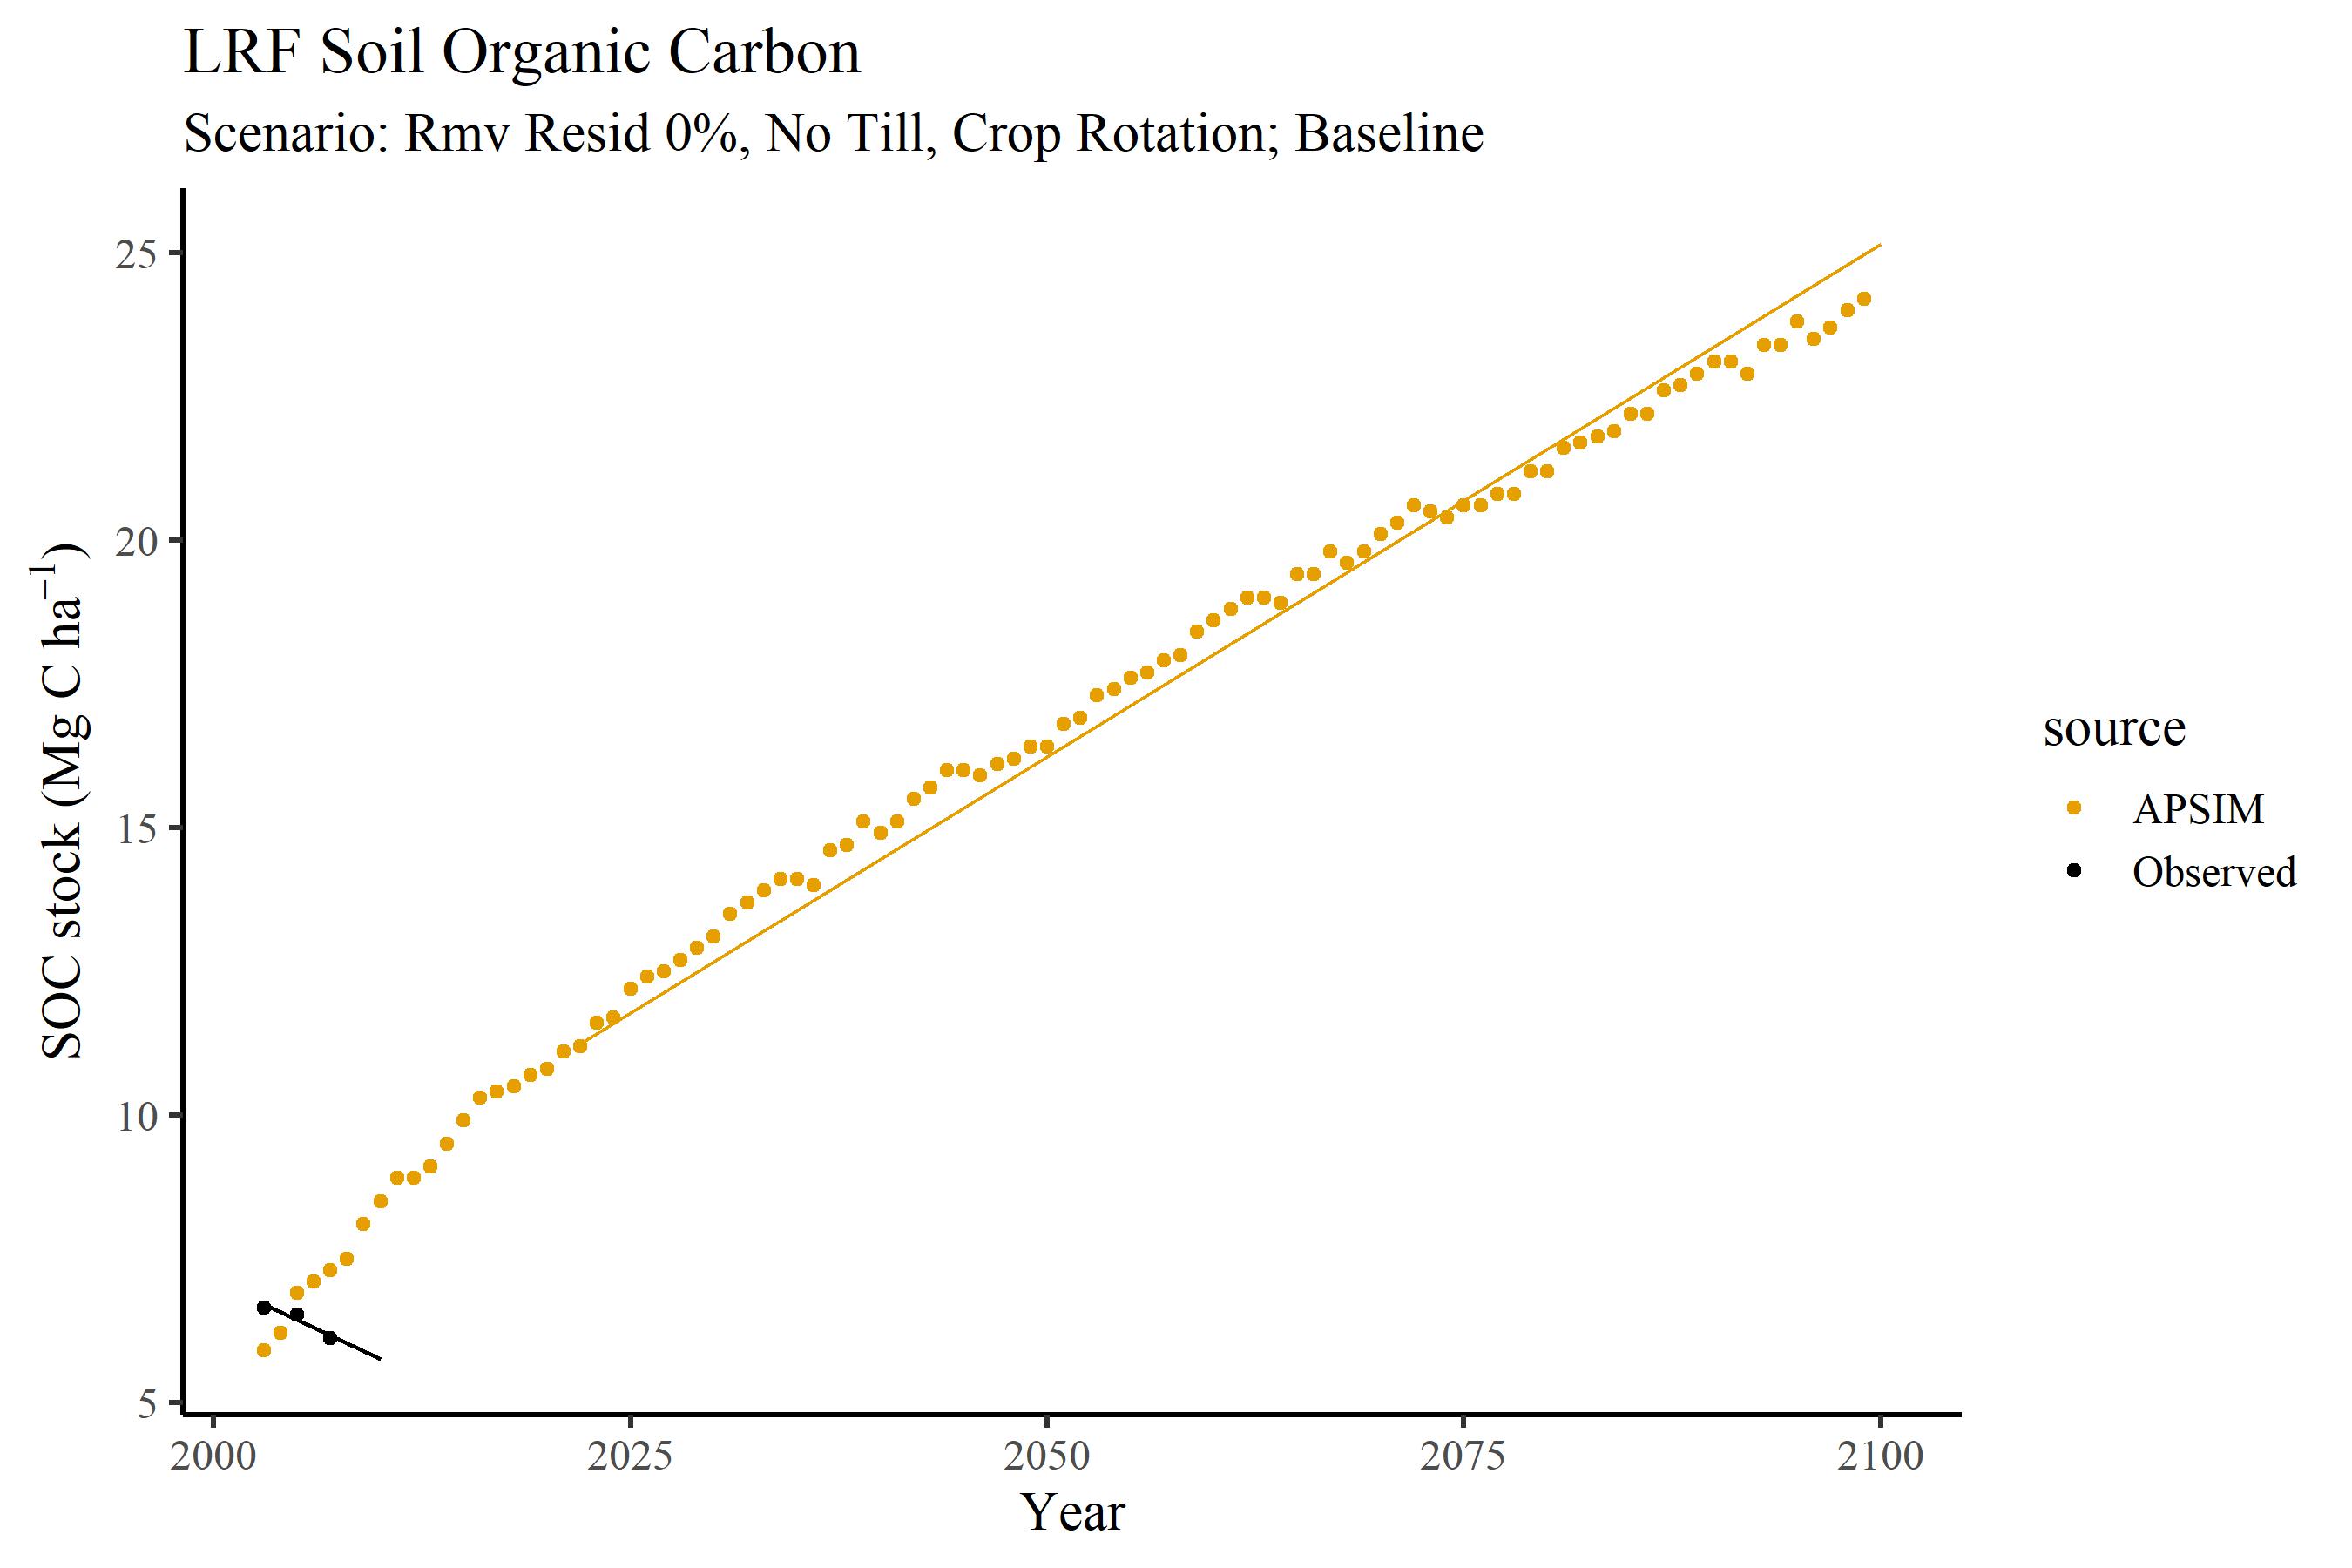 LRF Soil Organic Carbon
Scenario: Rmv Resid 0%, No Till, Crop Rotation; Baseline
SOC stock (Mg C ha⁻¹)
25
20
15
10
5
2000 2025 2050 2075 2100
Year
source
APSIM
Observed